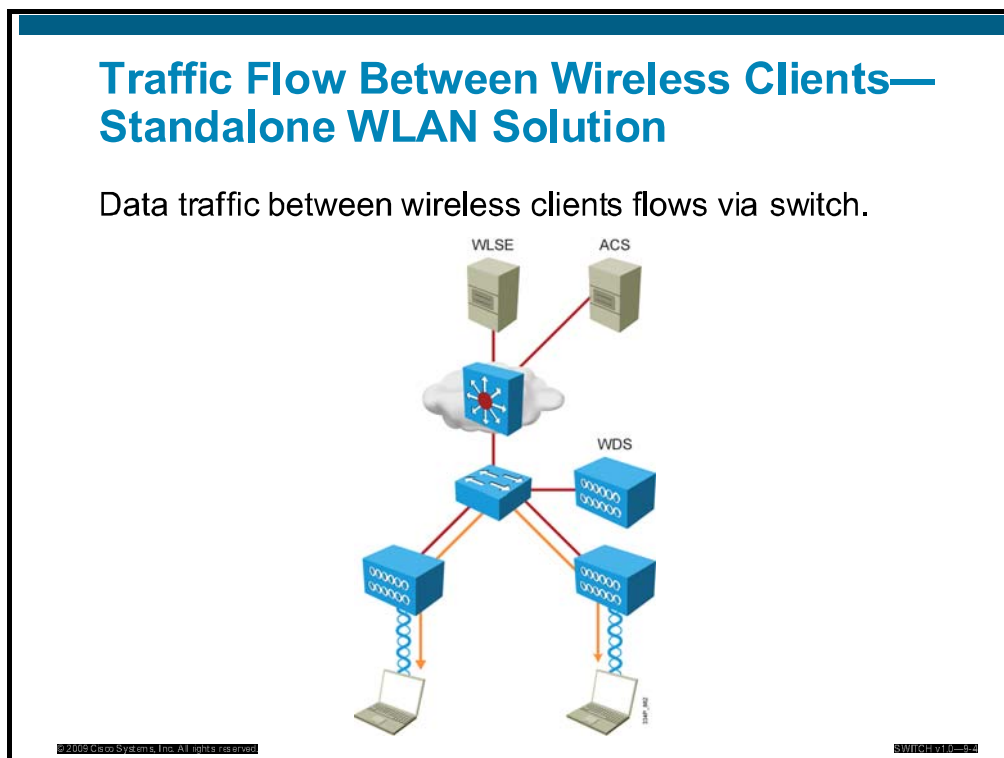 Traffic Flow Between Wireless Clients—
Standalone WLAN Solution
Data traffic between wireless clients flows via switch.
WLSE
ACS
WDS
334P_662
© 2009 Cisco Systems, Inc. All rights reserved.
SWITCH v1.0—9-4